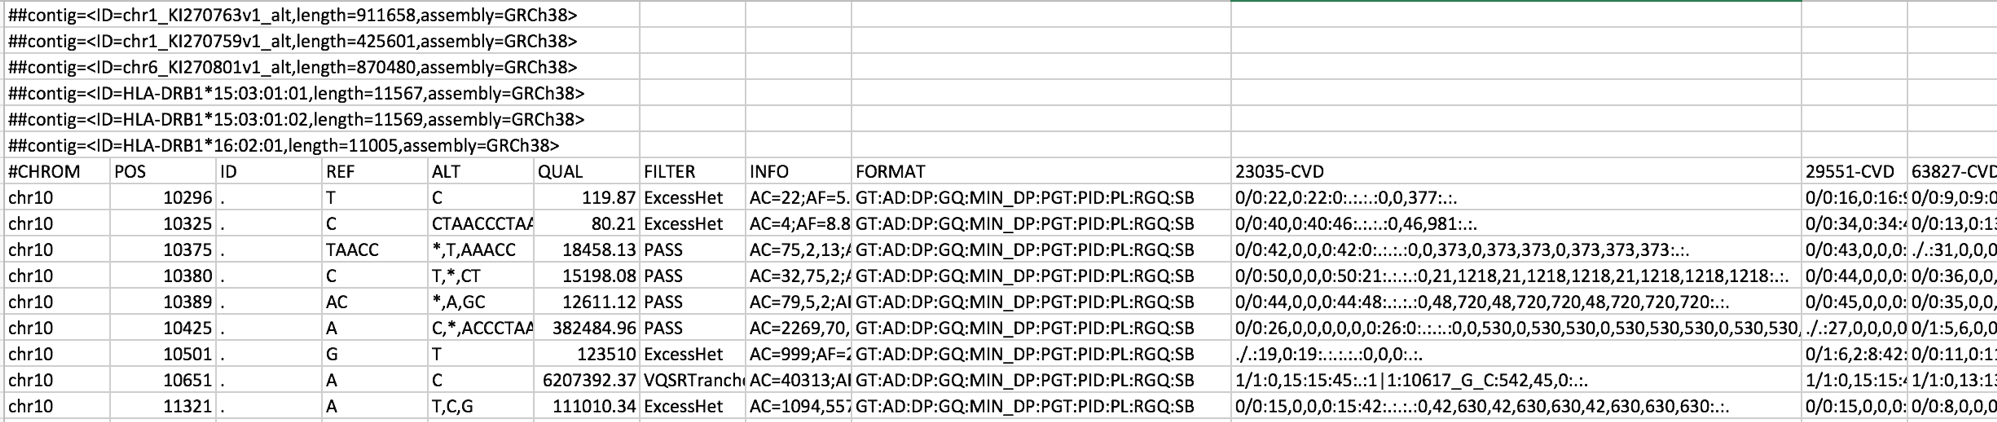 ##contig=<ID=chr1_KI270763v1_alt,length=911658,assembly=GRCh38>
##contig=<ID=chr1_KI270759v1_alt,length=425601,assembly=GRCh38>
##contig=<ID=chr6_KI270801v1_alt,length=870480,assembly=GRCh38>
##contig=<ID=HLA-DRB1*15:03:01:01,length=11567,assembly=GRCh38>
##contig=<ID=HLA-DRB1*15:03:01:02,length=11569,assembly=GRCh38>
##contig=<ID=HLA-DRB1*16:02:01,length=11005,assembly=GRCh38>
#CHROM POS ID REF ALT QUAL FILTER INFO FORMAT 23035-CVD 29551-CVD 63827-CVD
chr10 10296 . T C 119.87 ExcessHet AC=22;AF=5. GT:AD:DP:GQ:MIN_DP:PGT:PID:PL:RGQ:SB 0/0:22,0:22:0:.:.:.:0,0,377:.:. 0/0:16,0:16:9 0/0:9,0:9:0
chr10 10325 . C CTAACCCTAA 80.21 ExcessHet AC=4;AF=8.8 GT:AD:DP:GQ:MIN_DP:PGT:PID:PL:RGQ:SB 0/0:40,0:40:46:.:.:.:0,46,981:.:. 0/0:34,0:34:4 0/0:13,0:13
chr10 10375 . TAACC *,T,AAACC 18458.13 PASS AC=75,2,13;A GT:AD:DP:GQ:MIN_DP:PGT:PID:PL:RGQ:SB 0/0:42,0,0,0:42:0:.:.:.:0,0,373,0,373,373,0,373,373,373:.:. 0/0:43,0,0,0: ./.:31,0,0,0
chr10 10380 . C T,*,CT 15198.08 PASS AC=32,75,2;A GT:AD:DP:GQ:MIN_DP:PGT:PID:PL:RGQ:SB 0/0:50,0,0,0:50:21:.:.:.:0,21,1218,21,1218,1218,21,1218,1218,1218:.:. 0/0:44,0,0,0: 0/0:36,0,0,
chr10 10389 . AC *,A,GC 12611.12 PASS AC=79,5,2;AI GT:AD:DP:GQ:MIN_DP:PGT:PID:PL:RGQ:SB 0/0:44,0,0,0:44:48:.:.:.:0,48,720,48,720,720,48,720,720,720:.:. 0/0:45,0,0,0: 0/0:35,0,0,
chr10 10425 . A C,*,ACCCTAA 382484.96 PASS AC=2269,70, GT:AD:DP:GQ:MIN_DP:PGT:PID:PL:RGQ:SB 0/0:26,0,0,0,0,0,0:26:0:.:.:.:0,0,530,0,530,530,0,530,530,530,0,530,530, ./.:27,0,0,0,0 0/1:5,6,0,0
chr10 10501 . G T 123510 ExcessHet AC=999;AF=2 GT:AD:DP:GQ:MIN_DP:PGT:PID:PL:RGQ:SB ./.:19,0:19:.:.:.:.:0,0,0:.:. 0/1:6,2:8:42: 0/0:11,0:11
chr10 10651 . A C 6207392.37 VQSRTranche AC=40313;AI GT:AD:DP:GQ:MIN_DP:PGT:PID:PL:RGQ:SB 1/1:0,15:15:45:.:1|1:10617_G_C:542,45,0:.:. 1/1:0,15:15:4 1/1:0,13:13
chr10 11321 . A T,C,G 111010.34 ExcessHet AC=1094,557 GT:AD:DP:GQ:MIN_DP:PGT:PID:PL:RGQ:SB 0/0:15,0,0,0:15:42:.:.:.:0,42,630,42,630,630,42,630,630,630:.:. 0/0:15,0,0,0: 0/0:8,0,0,0